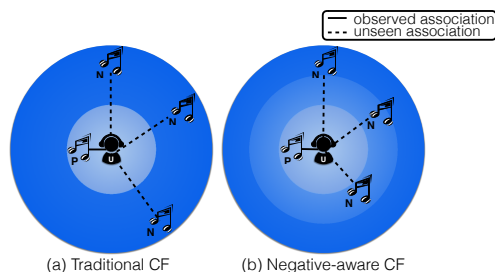 observed association
unseen association
N
N
P
U
N
(a) Traditional CF
N
N
P
U
N
(b) Negative-aware CF